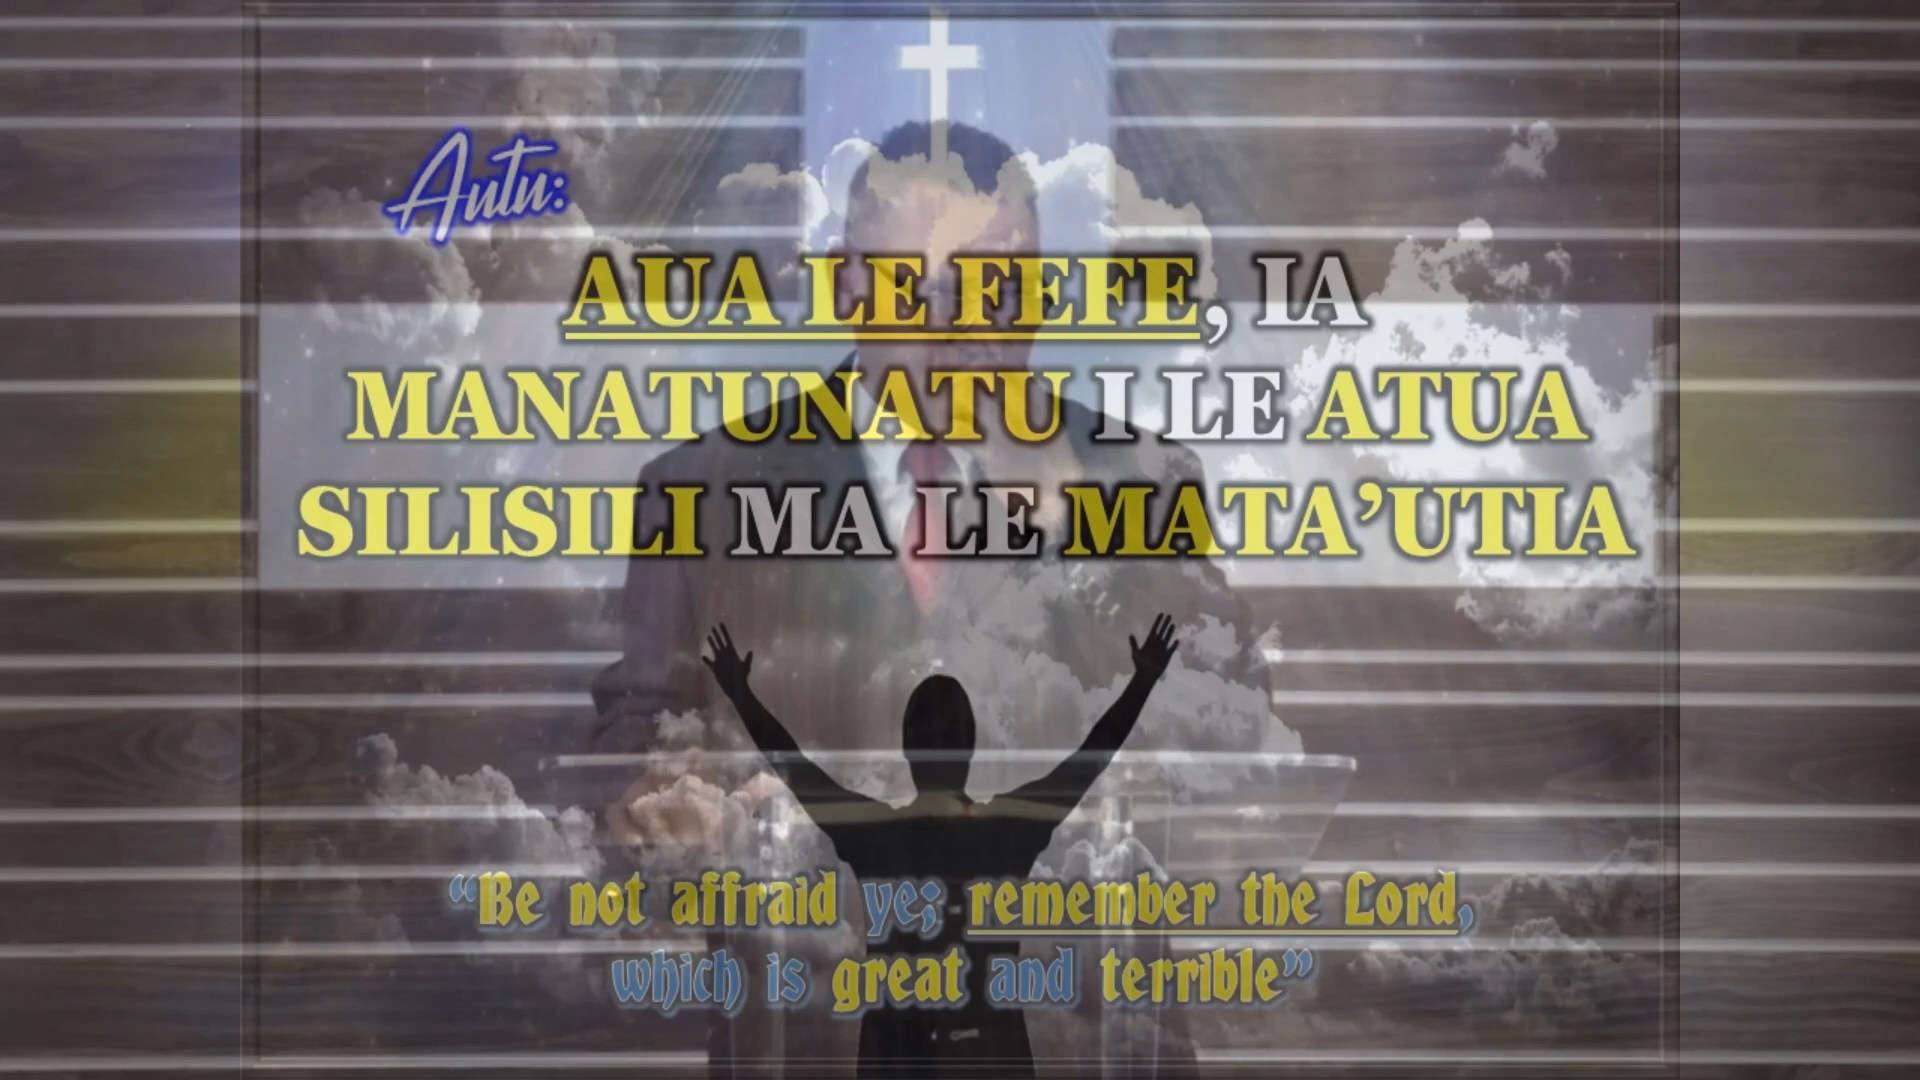 Autu:
AUA LE FEFE, IA
MANATUNATU I LE ATUA
SILISILI MA LE MATA’UTIA
“Be not affraid ye; remember the Lord,
which is great and terrible”